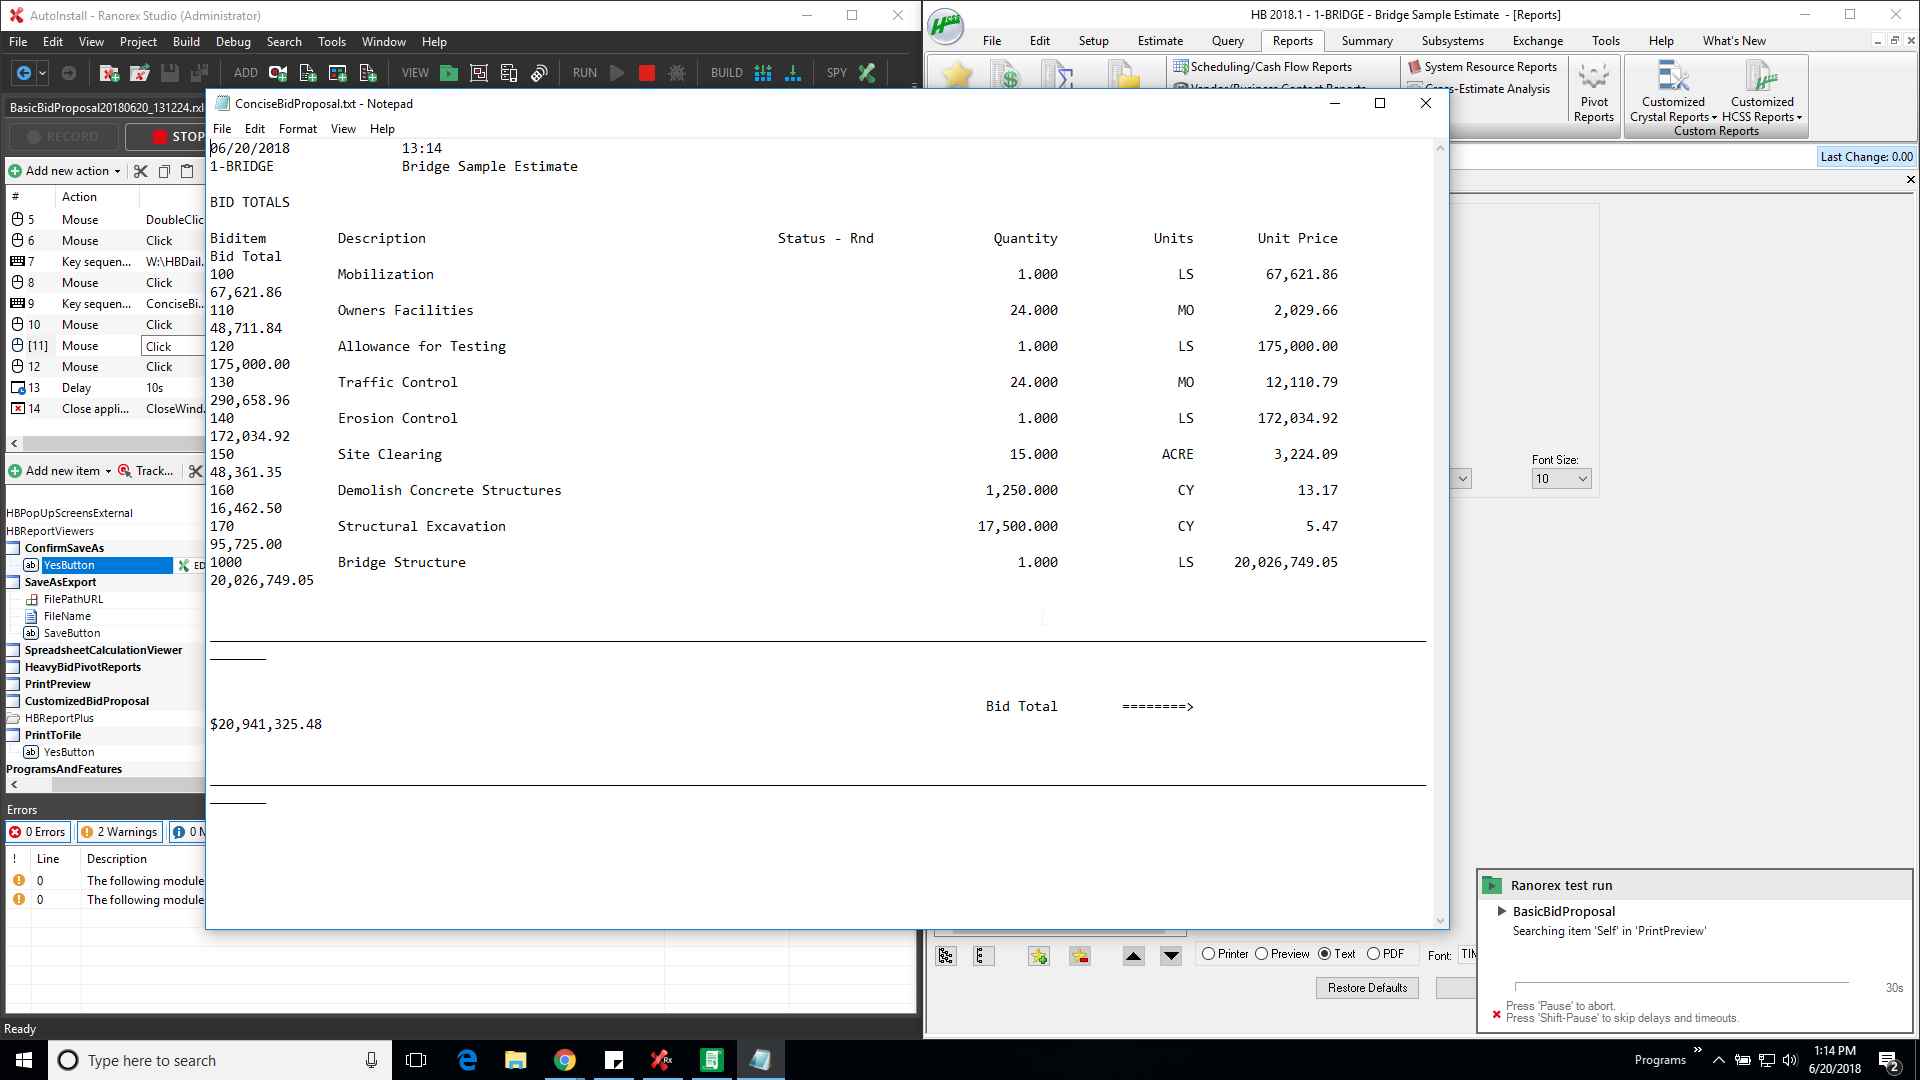 AutoInstall - Ranorex Studio (Administrator)
File Edit View Project Build Debug Search Tools Window Help
ADD VIEW RUN BUILD SPY
BasicBidProposal20180620_131224.rxl
RECORD STOP
Add new action
# Action
5 Mouse DoubleClic
6 Mouse Click
7 Key sequen... W:\HBDail..
8 Mouse Click
9 Key sequen... ConciseBi..
10 Mouse Click
[11] Mouse Click
12 Mouse Click
13 Delay 10s
14 Close appli... CloseWind.
Add new item Track...
HBPopUpScreensExternal
HBReportViewers
ConfirmSaveAs
YesButton ED
SaveAsExport
FilePathURL
FileName
SaveButton
SpreadsheetCalculationViewer
HeavyBidPivotReports
PrintPreview
CustomizedBidProposal
HBReportPlus
PrintToFile
YesButton
ProgramsAndFeatures
Errors
0 Errors 2 Warnings 0 M
! Line Description
0 The following module
0 The following module
Ready
ConciseBidProposal.txt - Notepad
File Edit Format View Help
06/20/2018 13:14
1-BRIDGE Bridge Sample Estimate
BID TOTALS
Biditem Description Status - Rnd Quantity Units Unit Price
Bid Total
100 Mobilization 1.000 LS 67,621.86
67,621.86
110 Owners Facilities 24.000 MO 2,029.66
48,711.84
120 Allowance for Testing 1.000 LS 175,000.00
175,000.00
130 Traffic Control 24.000 MO 12,110.79
290,658.96
140 Erosion Control 1.000 LS 172,034.92
172,034.92
150 Site Clearing 15.000 ACRE 3,224.09
48,361.35
160 Demolish Concrete Structures 1,250.000 CY 13.17
16,462.50
170 Structural Excavation 17,500.000 CY 5.47
95,725.00
1000 Bridge Structure 1.000 LS 20,026,749.05
20,026,749.05
Bid Total ========>
$20,941,325.48
HCSS
HB 2018.1 - 1-BRIDGE - Bridge Sample Estimate - [Reports]
File Edit Setup Estimate Query Reports Summary Subsystems Exchange Tools Help What's New
Scheduling/Cash Flow Reports
System Resource Reports
-Estimate Analysis
Pivot
Reports
Customized
Crystal Reports
Customized
HCSS Reports
Custom Reports
Last Change: 0.00
Font Size:
10
Printer Preview Text PDF Font: TIM
Restore Defaults
Ranorex test run
BasicBidProposal
Searching item 'Self' in 'PrintPreview'
30s
Press 'Pause' to abort.
Press 'Shift-Pause' to skip delays and timeouts.
Type here to search
Programs
1:14 PM
6/20/2018
2